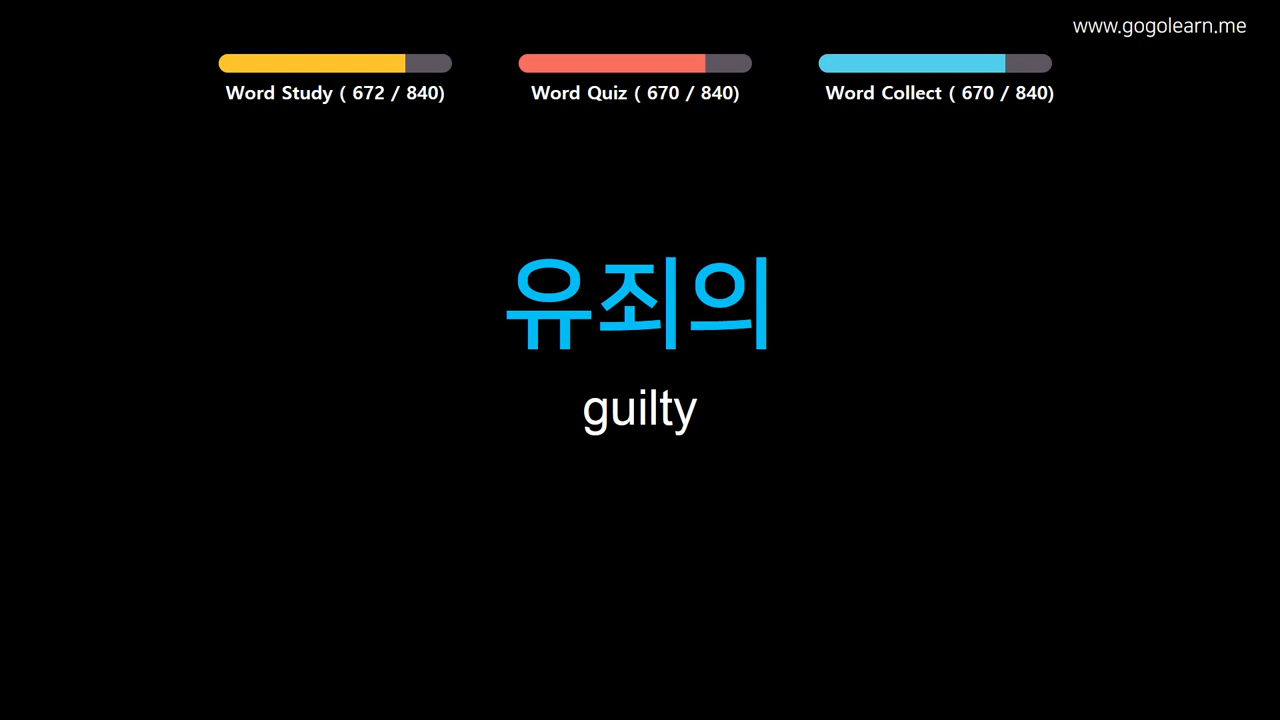 www.gogolearn.me
Word Study ( 672 / 840)
Word Quiz ( 670 / 840)
Word Collect ( 670 / 840)
유죄의
guilty